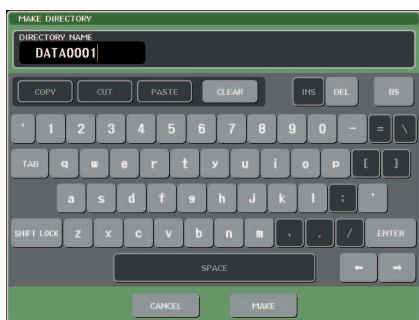 MAKE DIRECTORY
DIRECTORY NAME
DATA0001
COPY CUT PASTE CLEAR INS DEL BS
' 1 2 3 4 5 6 7 8 9 0 - = \
TAB q w e r t y u i o p [ ]
a s d f g h j k l ; '
SHIFT LOCK z x c v b n m , . / ENTER
SPACE ← →
CANCEL MAKE